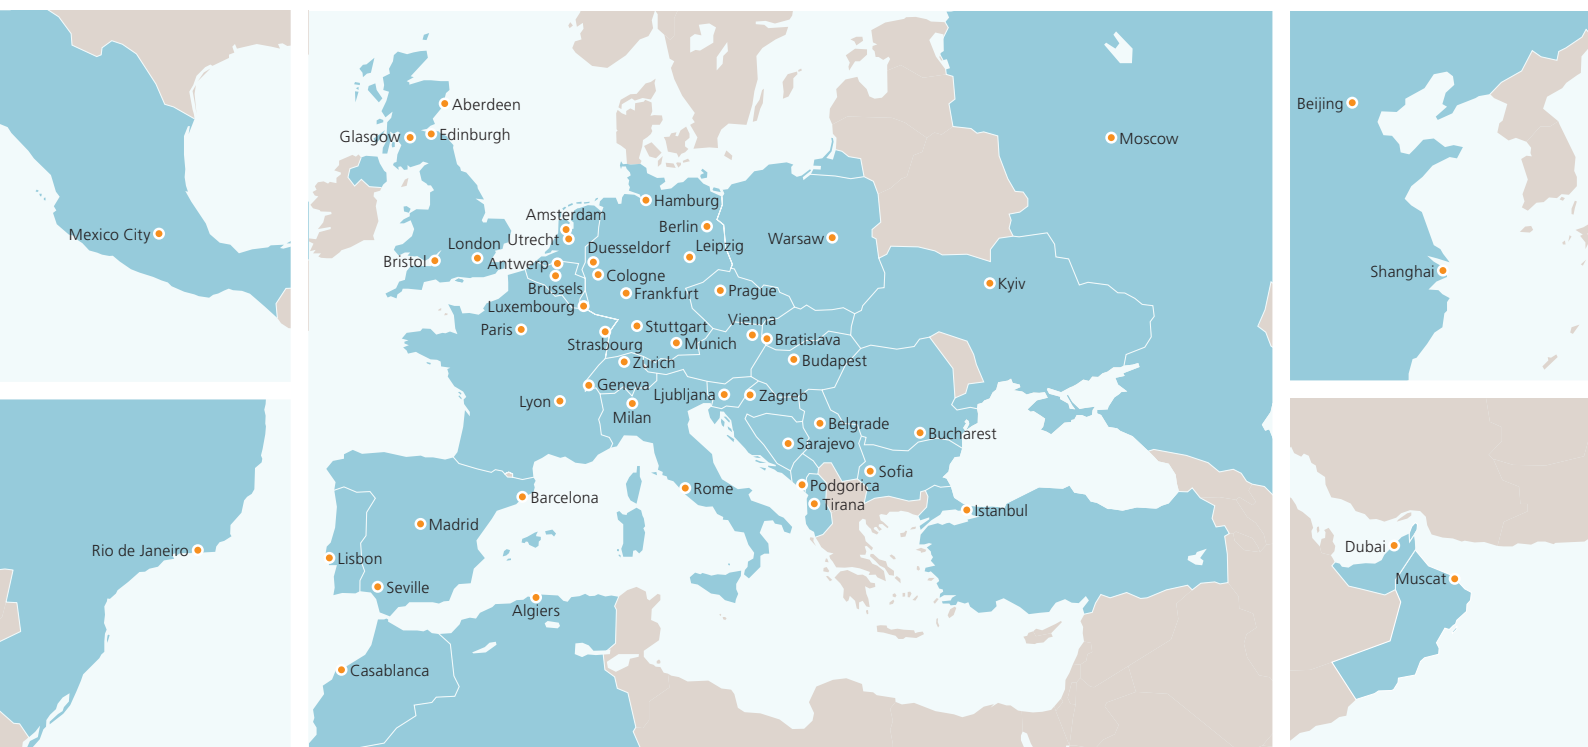 Mexico City
Rio de Janeiro
Aberdeen
Glasgow
Edinburgh
Moscow
Hamburg
Amsterdam
Berlin
Utrecht
Warsaw
London
Duesseldorf
Leipzig
Bristol
Antwerp
Cologne
Kyiv
Brussels
Frankfurt
Prague
Luxembourg
Paris
Stuttgart
Vienna
Strasbourg
Munich
Bratislava
Zurich
Budapest
Geneva
Lyon
Ljubljana
Zagreb
Milan
Belgrade
Bucharest
Sarajevo
Sofia
Rome
Podgorica
Barcelona
Tirana
Istanbul
Madrid
Lisbon
Seville
Algiers
Casablanca
Beijing
Shanghai
Dubai
Muscat